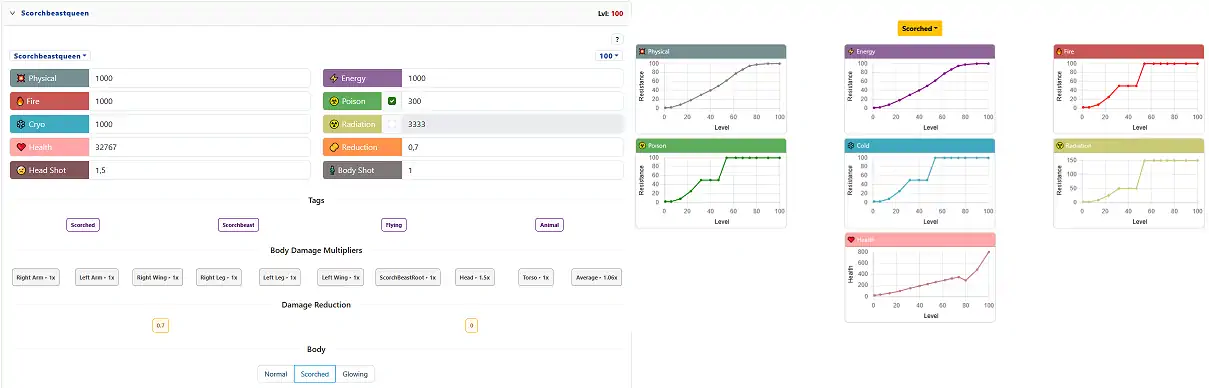 Scorchbeastqueen
Lvl: 100
?
Scorchbeastqueen
100
Physical 1000
Energy 1000
Fire 1000
Poison 300
Cryo 1000
Radiation 3333
Health 32767
Reduction 0,7
Head Shot 1,5
Body Shot 1
Tags
Scorched Scorchbeast Flying Animal
Body Damage Multipliers
Right Arm • 1x Left Arm • 1x Right Wing • 1x Right Leg • 1x Left Leg • 1x Left Wing • 1x ScorchBeastRoot • 1x Head • 1.5x Torso • 1x Average • 1.06x
Damage Reduction
0.7 0
Body
Normal Scorched Glowing
Scorched
Physical
Resistance
100
80
60
40
20
0
0 20 40 60 80 100
Level
Energy
Resistance
100
80
60
40
20
0
0 20 40 60 80 100
Level
Fire
Resistance
100
80
60
40
20
0
0 20 40 60 80 100
Level
Poison
Resistance
100
80
60
40
20
0
0 20 40 60 80 100
Level
Cold
Resistance
100
80
60
40
20
0
0 20 40 60 80 100
Level
Radiation
Resistance
150
100
50
0
0 20 40 60 80 100
Level
Health
Health
800
600
400
200
0
0 20 40 60 80 100
Level